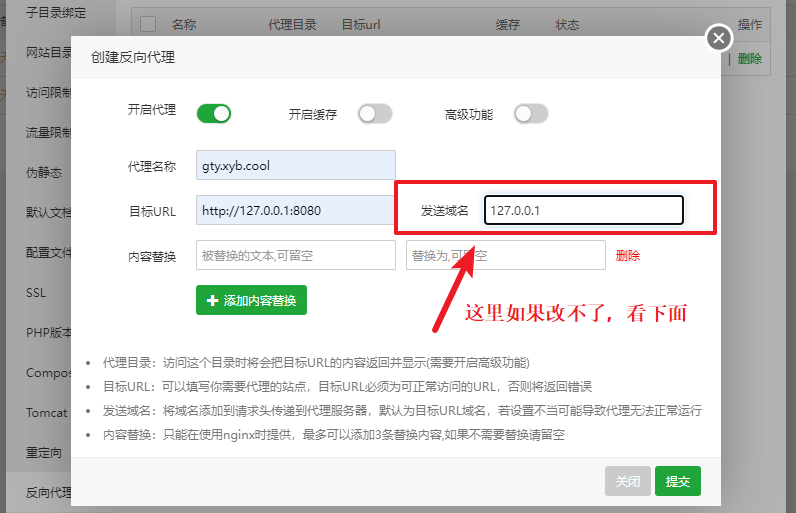 子目录绑定
名称 代理目录 目标url 缓存 状态 操作
网站目录
创建反向代理
| 删除
访问限制
开启代理 开启缓存 高级功能
流量限制
代理名称 gty.xyb.cool
伪静态
目标URL http://127.0.0.1:8080 发送域名 127.0.0.1
默认文档
内容替换 被替换的文本,可留空 替换为,可留空 删除
配置文件
SSL
添加内容替换
这里如果改不了，看下面
PHP版本
代理目录：访问这个目录时将会把目标URL的内容返回并显示(需要开启高级功能)
Compos
目标URL：可以填写你需要代理的站点，目标URL必须为可正常访问的URL，否则将返回错误
Tomcat
发送域名：将域名添加到请求头传递到代理服务器，默认为目标URL域名，若设置不当可能导致代理无法正常运行
内容替换：只能在使用nginx时提供，最多可以添加3条替换内容,如果不需要替换请留空
重定向
关闭 提交
反向代理